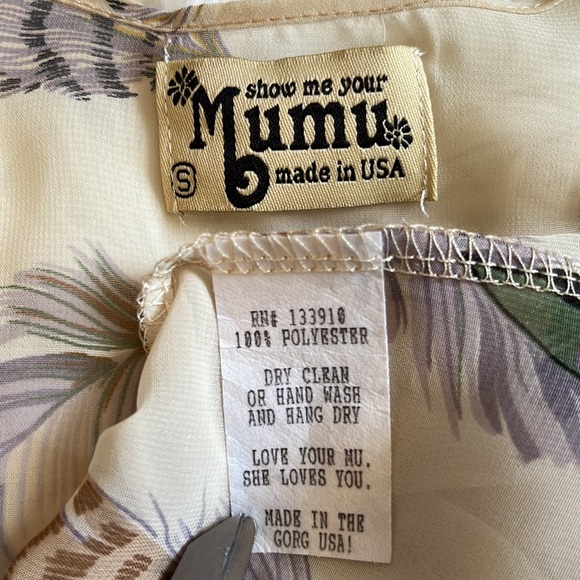 show me your
Mumu
S
made in USA
RN# 133910
100% POLYESTER
DRY CLEAN
OR HAND WASH
AND HANG DRY
LOVE YOUR MU.
SHE LOVES YOU.
MADE IN THE
GORG USA!